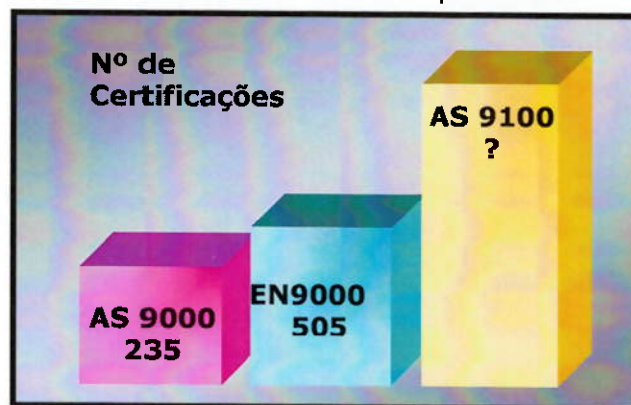 Nº de
Certificações
AS 9100
?
EN9000
505
AS 9000
235